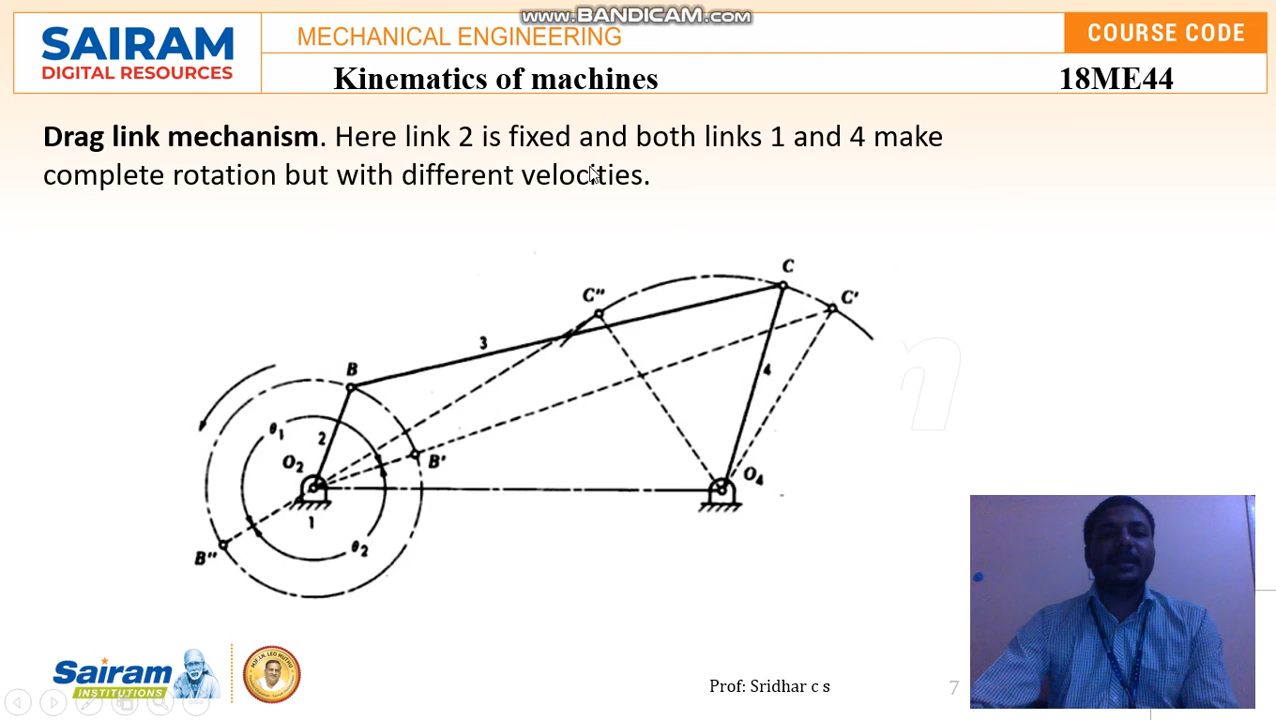 www.BANDICAM.com
SAIRAM
DIGITAL RESOURCES
MECHANICAL ENGINEERING
COURSE CODE
Kinematics of machines
18ME44
Drag link mechanism. Here link 2 is fixed and both links 1 and 4 make
complete rotation but with different velocities.
C
C"
C'
3
B
4
θ1
2
O2
B'
O4
1
B"
θ2
Sairam
INSTITUTIONS
Prof: Sridhar c s
7